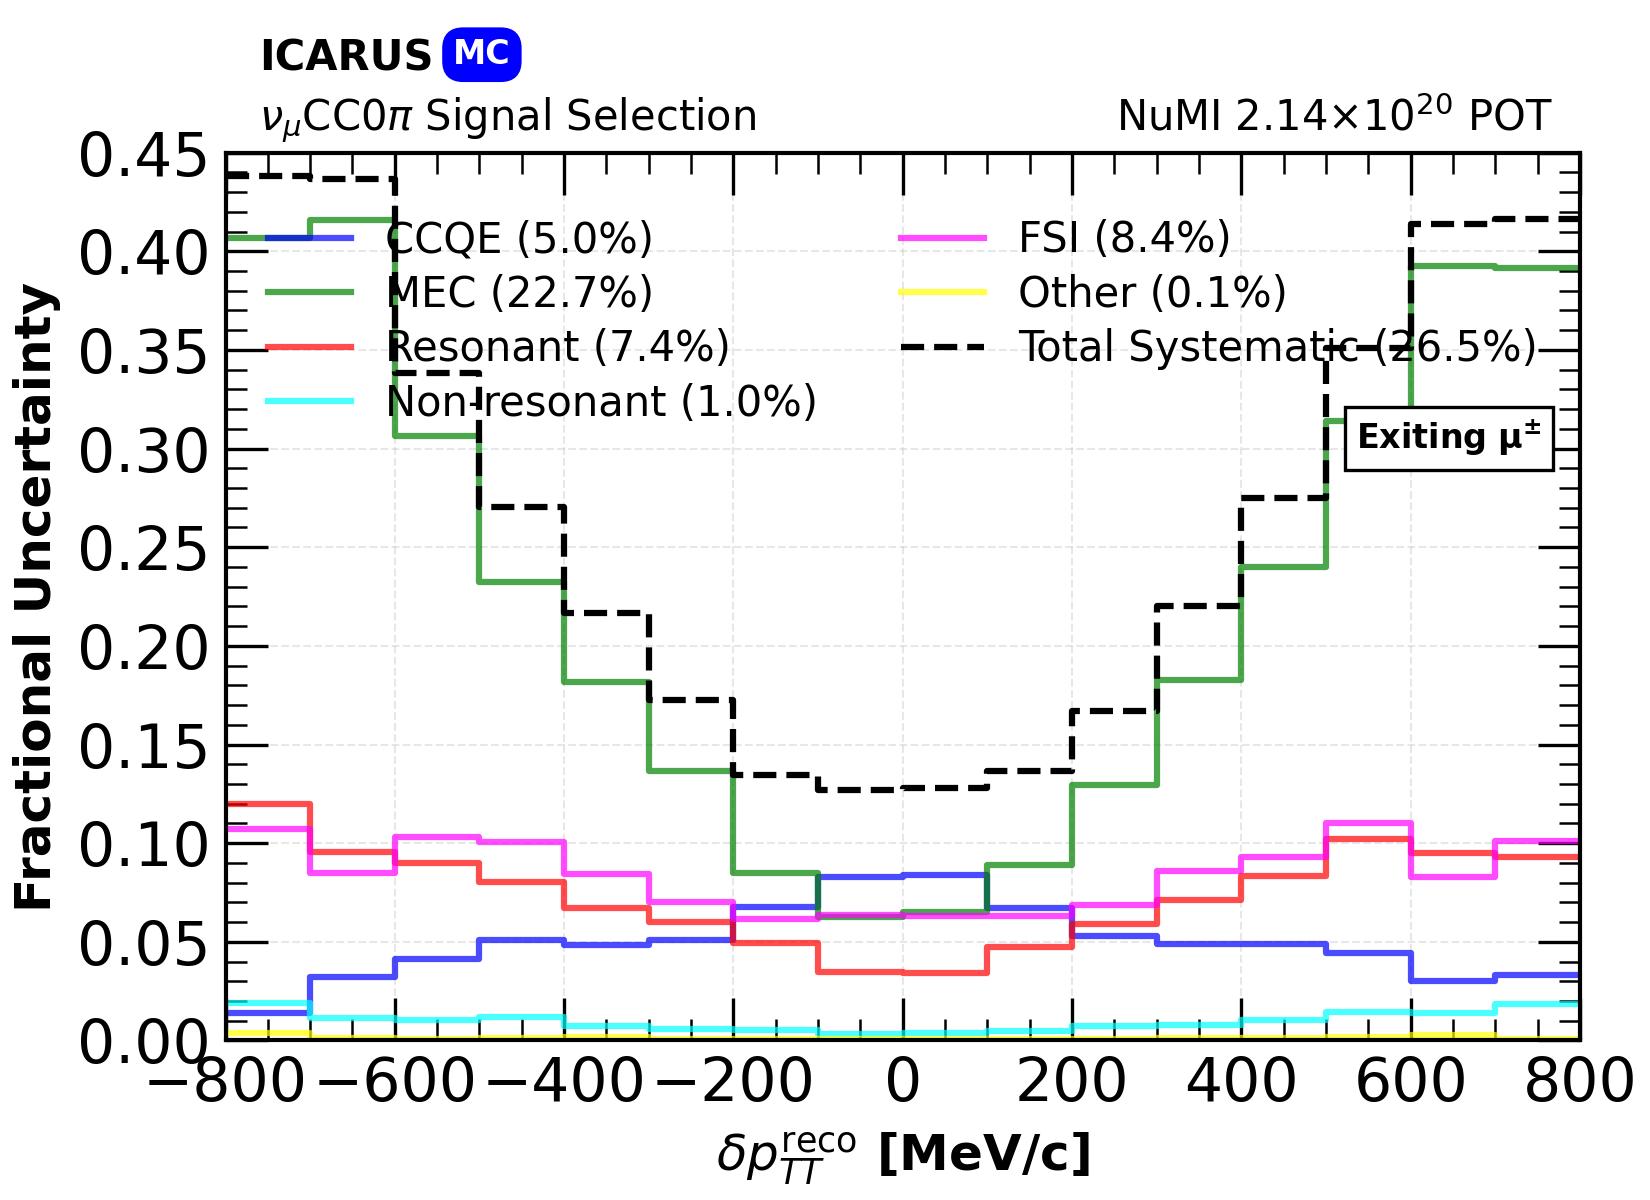 ICARUS MC
νμCC0π Signal Selection
NuMI 2.14×10²⁰ POT
Fractional Uncertainty
0.45
0.40
0.35
0.30
0.25
0.20
0.15
0.10
0.05
0.00
CCQE (5.0%)
MEC (22.7%)
Resonant (7.4%)
Non-resonant (1.0%)
FSI (8.4%)
Other (0.1%)
Total Systematic (26.5%)
Exiting μ±
−800 −600 −400 −200 0 200 400 600 800
δp reco TT [MeV/c]